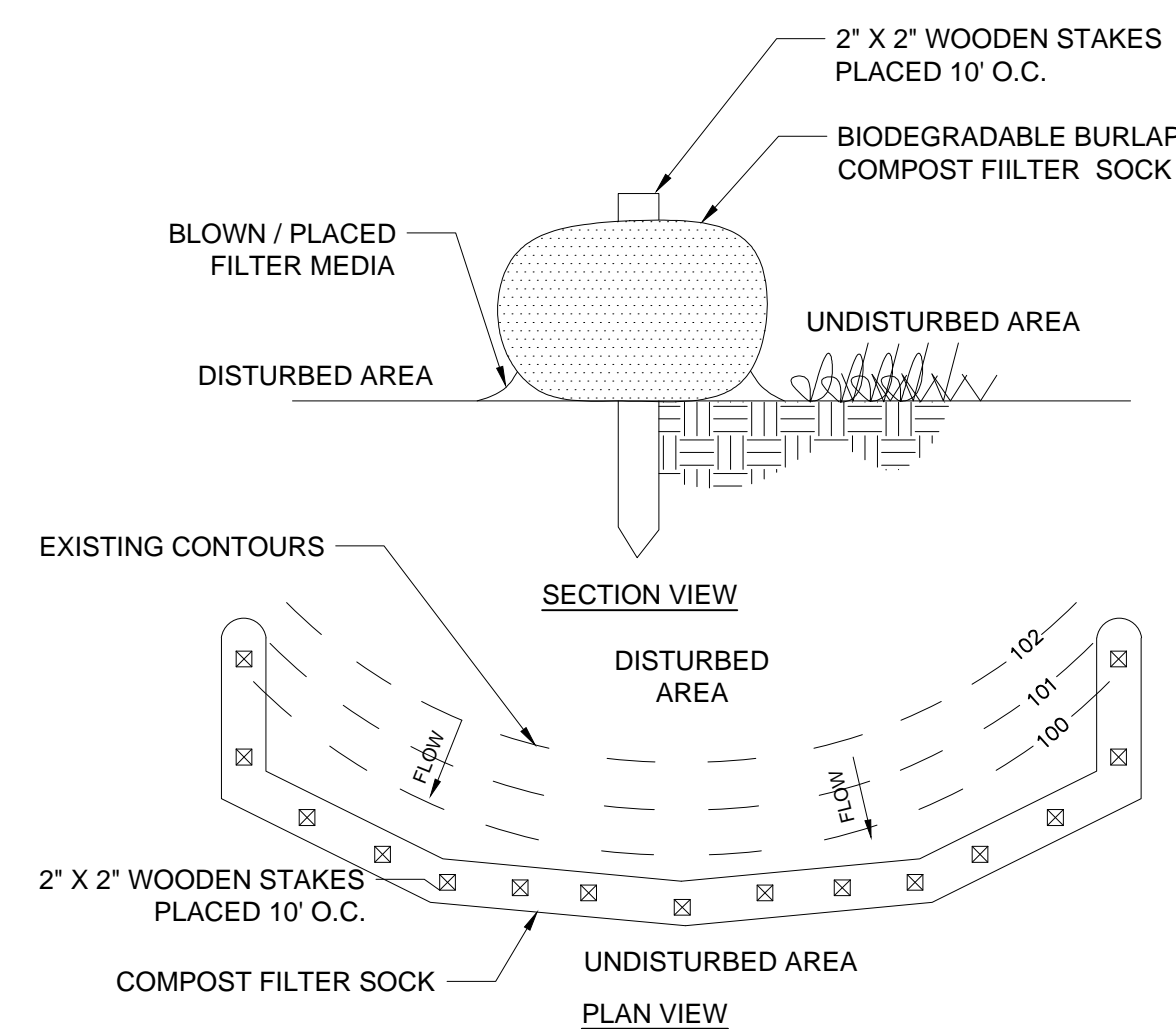 2" X 2" WOODEN STAKES
PLACED 10' O.C.
BIODEGRADABLE BURLAP
COMPOST FIILTER SOCK
BLOWN / PLACED
FILTER MEDIA
UNDISTURBED AREA
DISTURBED AREA
EXISTING CONTOURS
SECTION VIEW
DISTURBED
AREA
102
101
100
FLOW
FLOW
2" X 2" WOODEN STAKES
PLACED 10' O.C.
COMPOST FILTER SOCK
UNDISTURBED AREA
PLAN VIEW